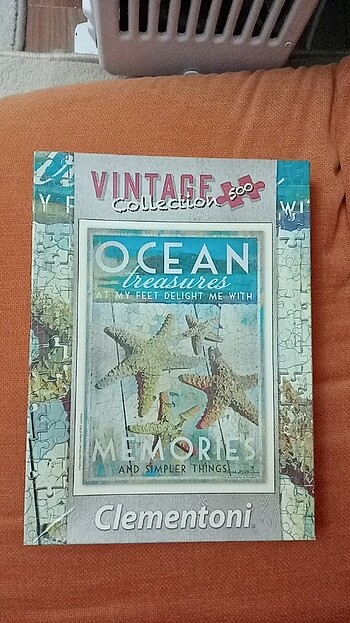 VINTAGE
Collection 500
OCEAN
treasures
AT MY FEET DELIGHT ME WITH
MEMORIES
AND SIMPLER THINGS
Clementoni